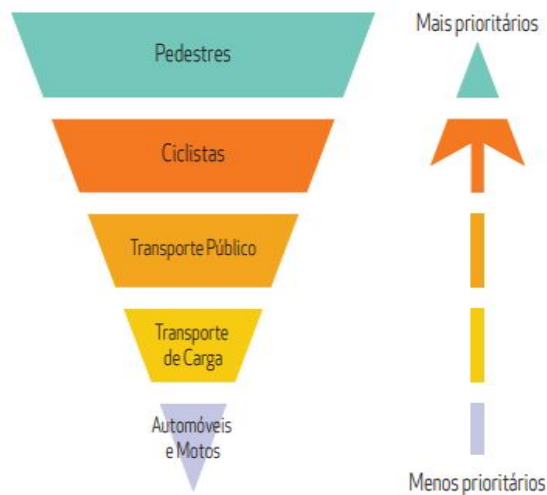 Mais prioritários
Pedestres
Ciclistas
Transporte Público
Transporte
de Carga
Automóveis
e Motos
Menos prioritários